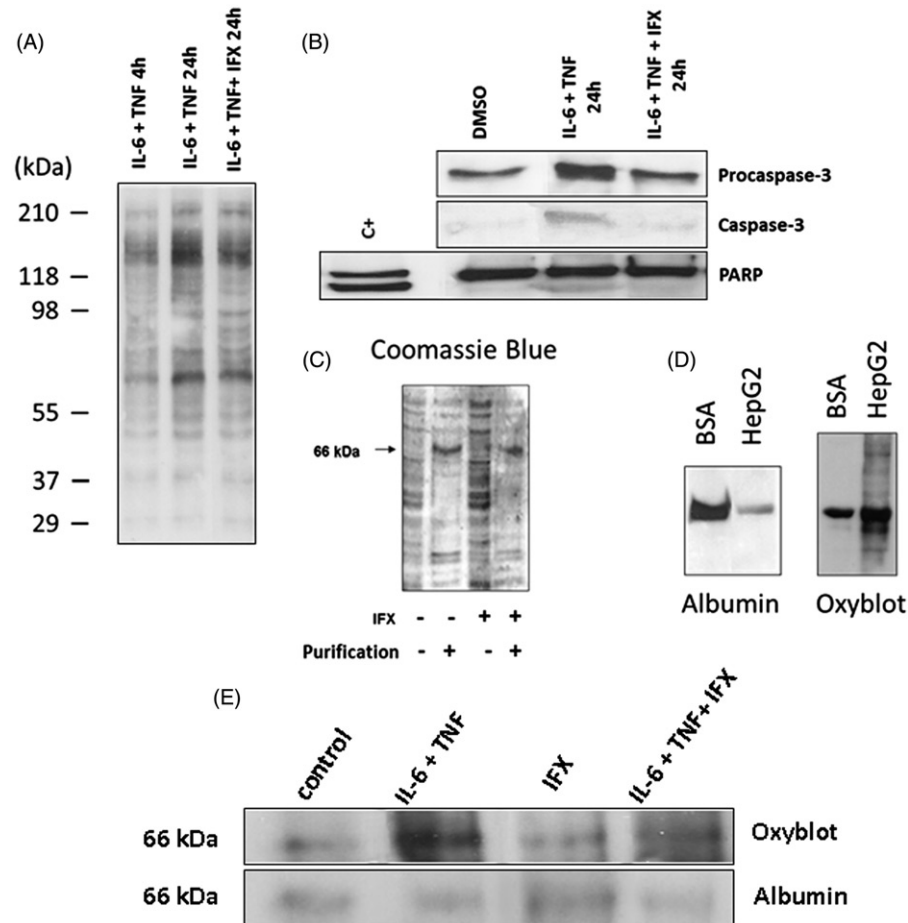 (A)
IL-6 + TNF 4h
IL-6 + TNF 24h
IL-6 + TNF+ IFX 24h
(kDa)
210
118
98
55
37
29
(B)
DMSO
IL-6 + TNF
24h
IL-6 + TNF + IFX
24h
C+
Procaspase-3
Caspase-3
PARP
(C)
Coomassie Blue
66 kDa
IFX - - + +
Purification - + - +
(D)
BSA
HepG2
Albumin
BSA
HepG2
Oxyblot
(E)
control
IL-6 + TNF
IFX
IL-6 + TNF+ IFX
66 kDa
Oxyblot
66 kDa
Albumin